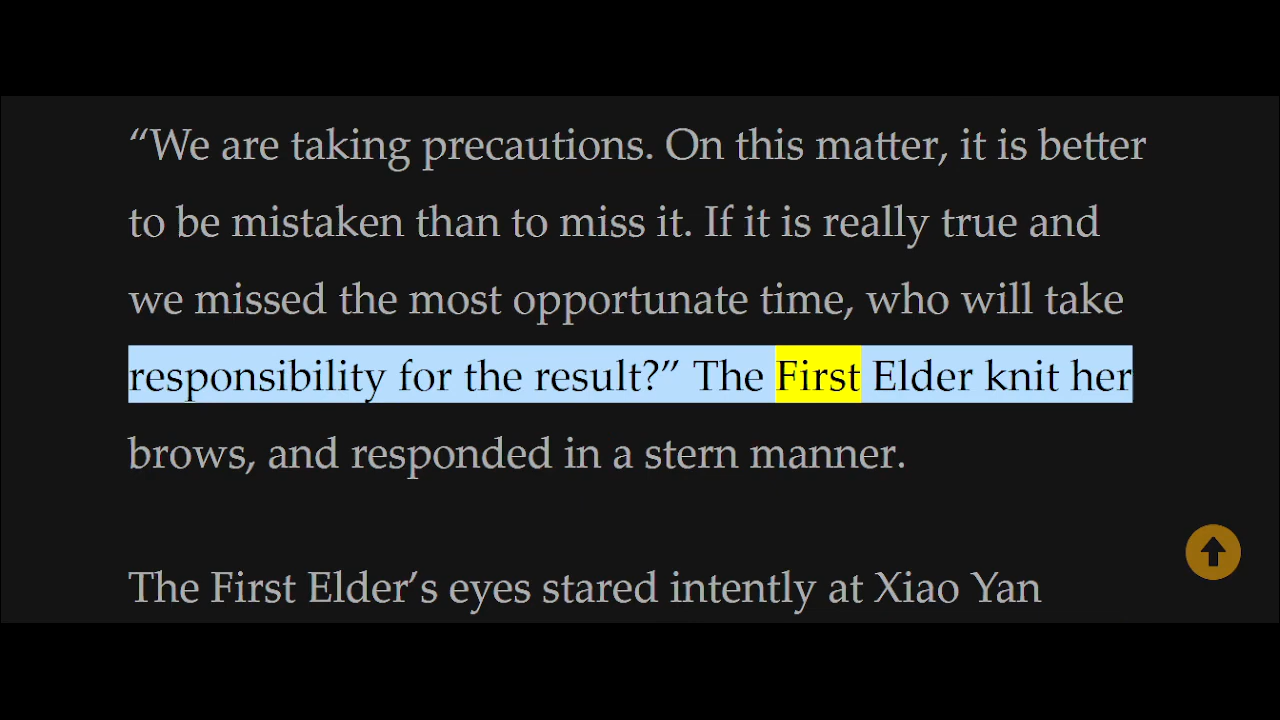 “We are taking precautions. On this matter, it is better
to be mistaken than to miss it. If it is really true and
we missed the most opportunate time, who will take
responsibility for the result?” The First Elder knit her
brows, and responded in a stern manner.
The First Elder’s eyes stared intently at Xiao Yan